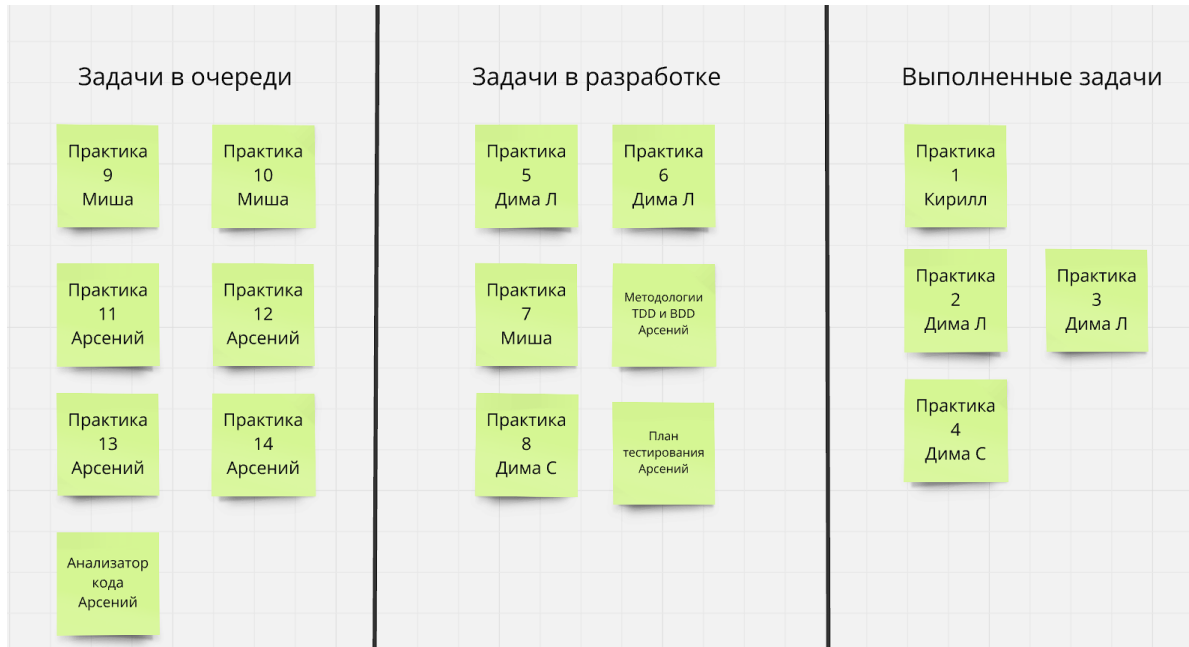 Задачи в очереди
Практика
9
Миша
Практика
10
Миша
Практика
11
Арсений
Практика
12
Арсений
Практика
13
Арсений
Практика
14
Арсений
Анализатор
кода
Арсений
Задачи в разработке
Практика
5
Дима Л
Практика
6
Дима Л
Практика
7
Миша
Методологии
TDD и BDD
Арсений
Практика
8
Дима С
План
тестирования
Арсений
Выполненные задачи
Практика
1
Кирилл
Практика
2
Дима Л
Практика
3
Дима Л
Практика
4
Дима С